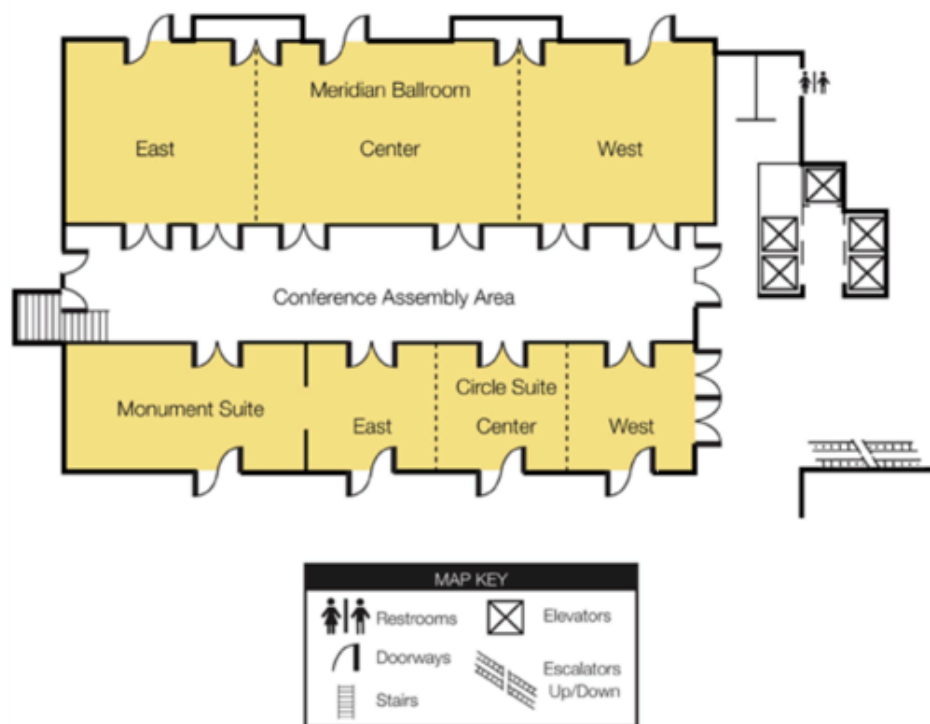 Meridian Ballroom
East
Center
West
Conference Assembly Area
Monument Suite
Circle Suite
East
Center
West
MAP KEY
Restrooms
Elevators
Doorways
Escalators
Up/Down
Stairs